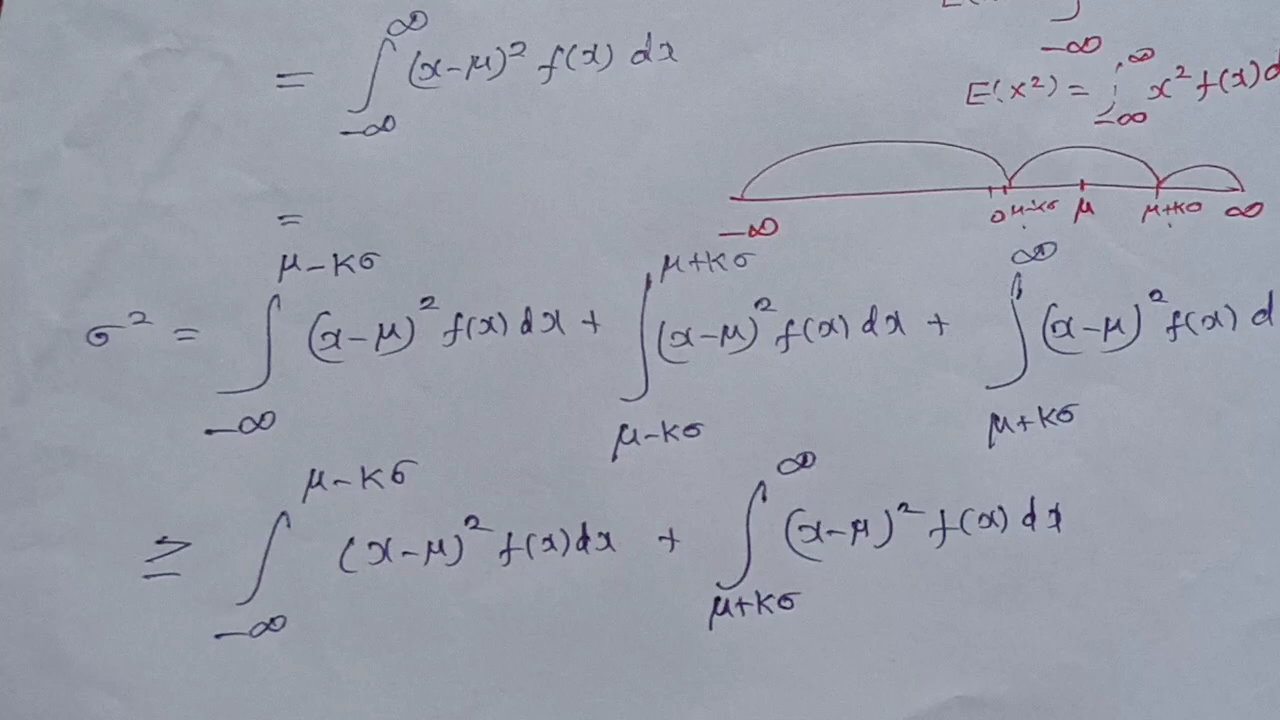 = ∫_{-∞}^{∞} (x-μ)² f(x) dx
-∞
E(x²) = ∫_{-∞}^{∞} x² f(x) d
-∞ 0 μ-kσ μ μ+kσ ∞
=
σ² = ∫_{-∞}^{μ-kσ} (x-μ)² f(x) dx + ∫_{μ-kσ}^{μ+kσ} (x-μ)² f(x) dx + ∫_{μ+kσ}^{∞} (x-μ)² f(x) d
≥ ∫_{-∞}^{μ-kσ} (x-μ)² f(x) dx + ∫_{μ+kσ}^{∞} (x-μ)² f(x) dx